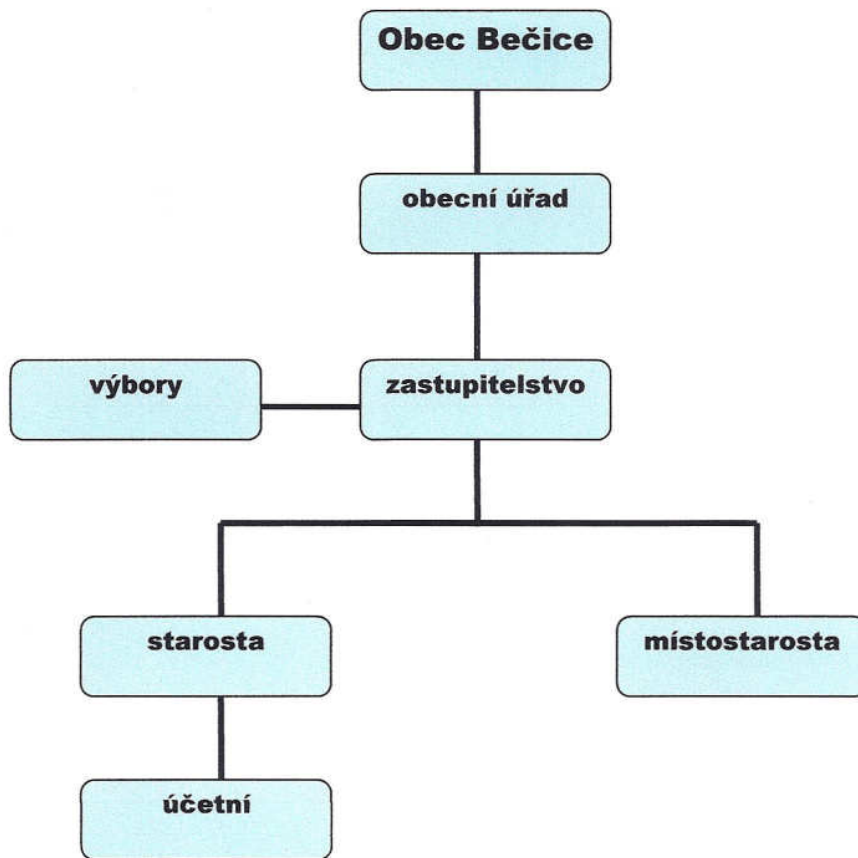 Obec Bečice
obecní úřad
výbory
zastupitelstvo
starosta
místostarosta
účetní